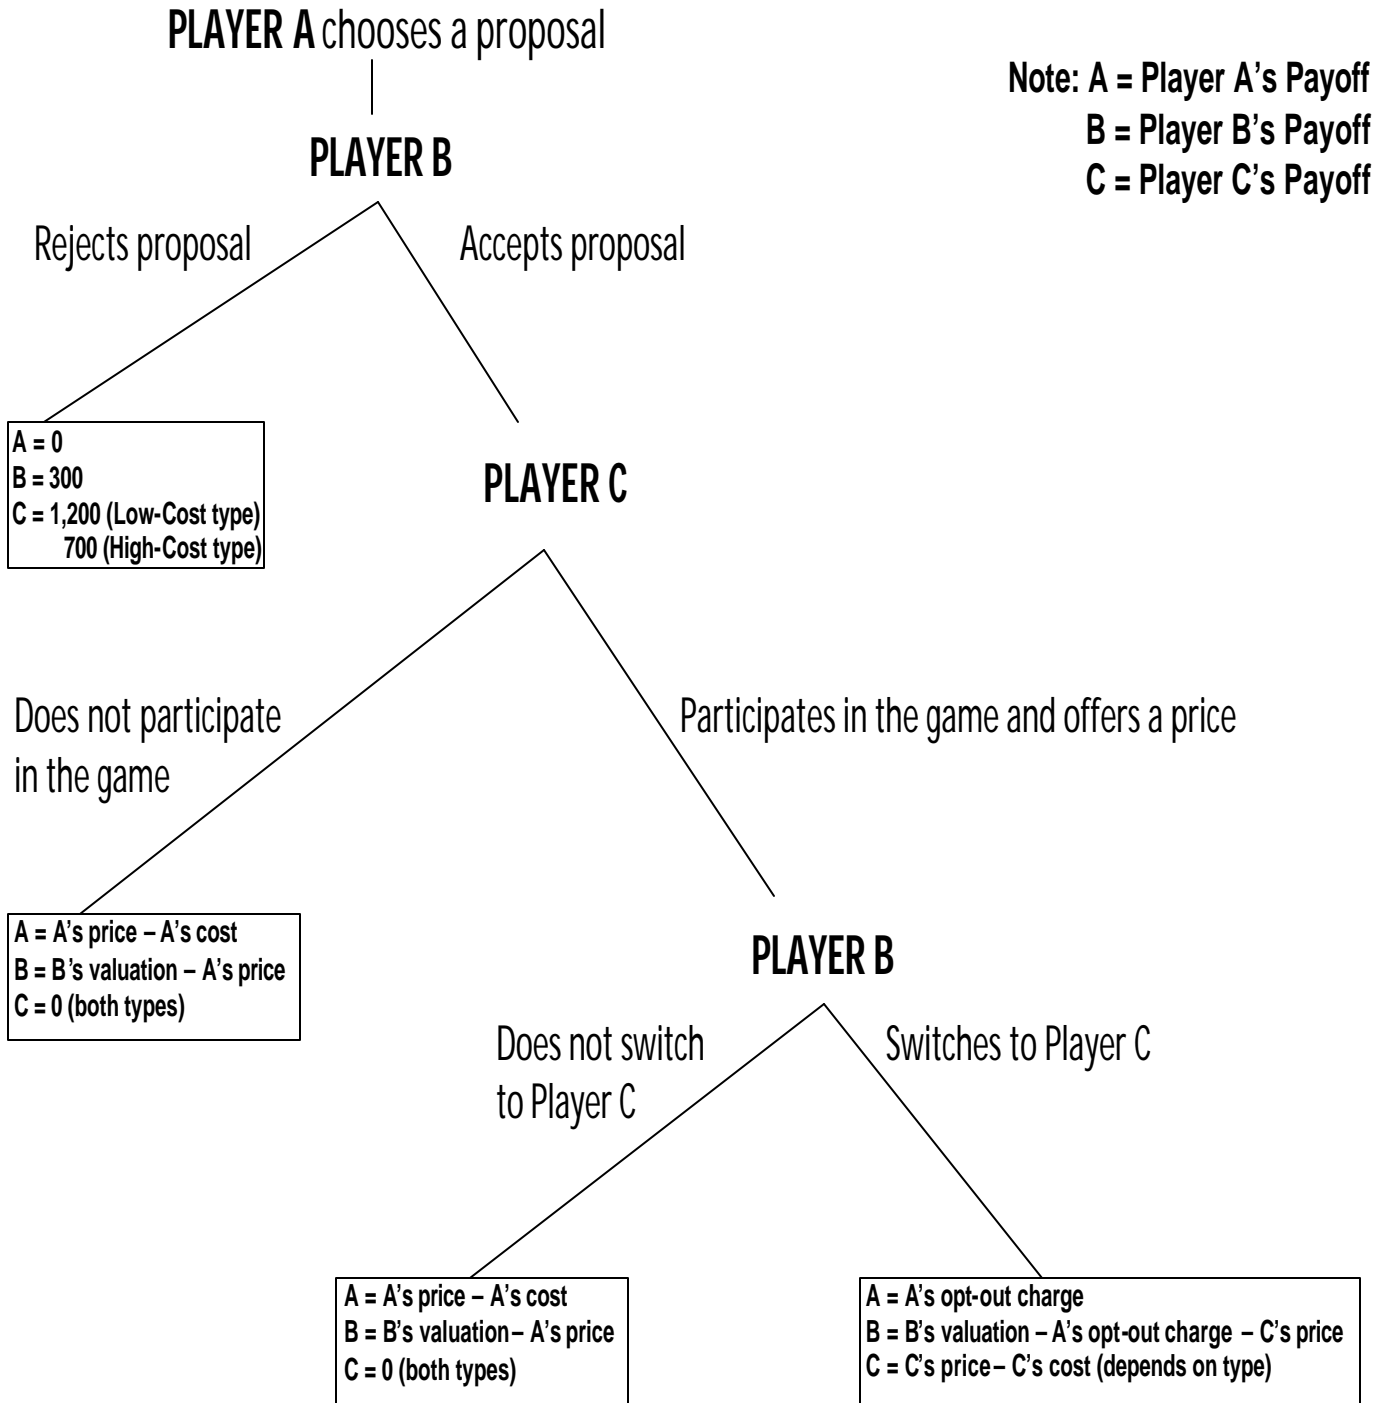 PLAYER A chooses a proposal
Note: A = Player A’s Payoff
B = Player B’s Payoff
C = Player C’s Payoff
PLAYER B
Rejects proposal
Accepts proposal
A = 0
B = 300
C = 1,200 (Low-Cost type)
700 (High-Cost type)
PLAYER C
Does not participate
in the game
Participates in the game and offers a price
A = A’s price – A’s cost
B = B’s valuation – A’s price
C = 0 (both types)
PLAYER B
Does not switch
to Player C
Switches to Player C
A = A’s price – A’s cost
B = B’s valuation – A’s price
C = 0 (both types)
A = A’s opt-out charge
B = B’s valuation – A’s opt-out charge – C’s price
C = C’s price – C’s cost (depends on type)